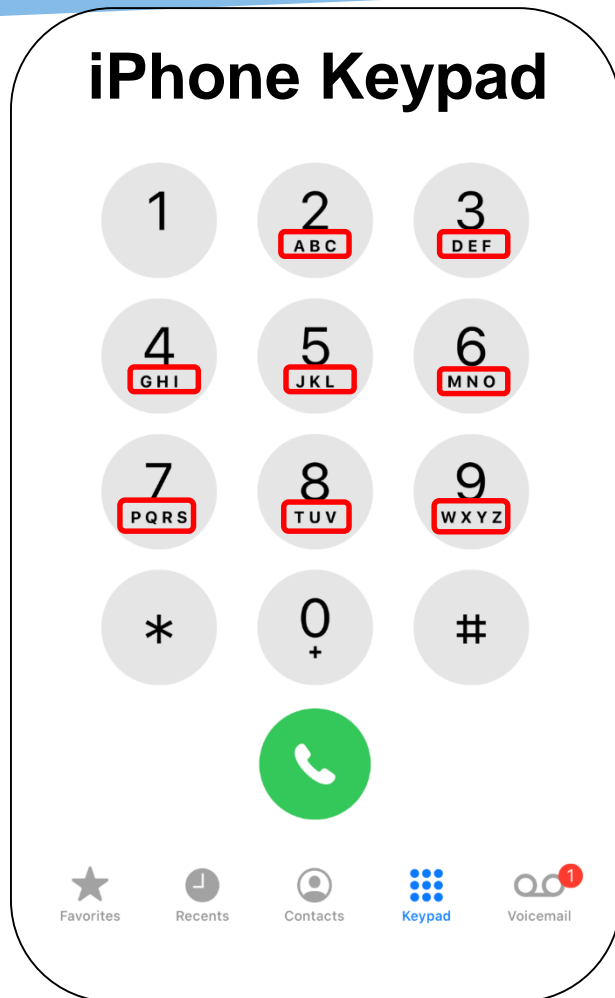 iPhone Keypad
1 2 3
ABC DEF
4 5 6
GHI JKL MNO
7 8 9
PQRS TUV WXYZ
* 0 #
+
1
Favorites Recents Contacts Keypad Voicemail